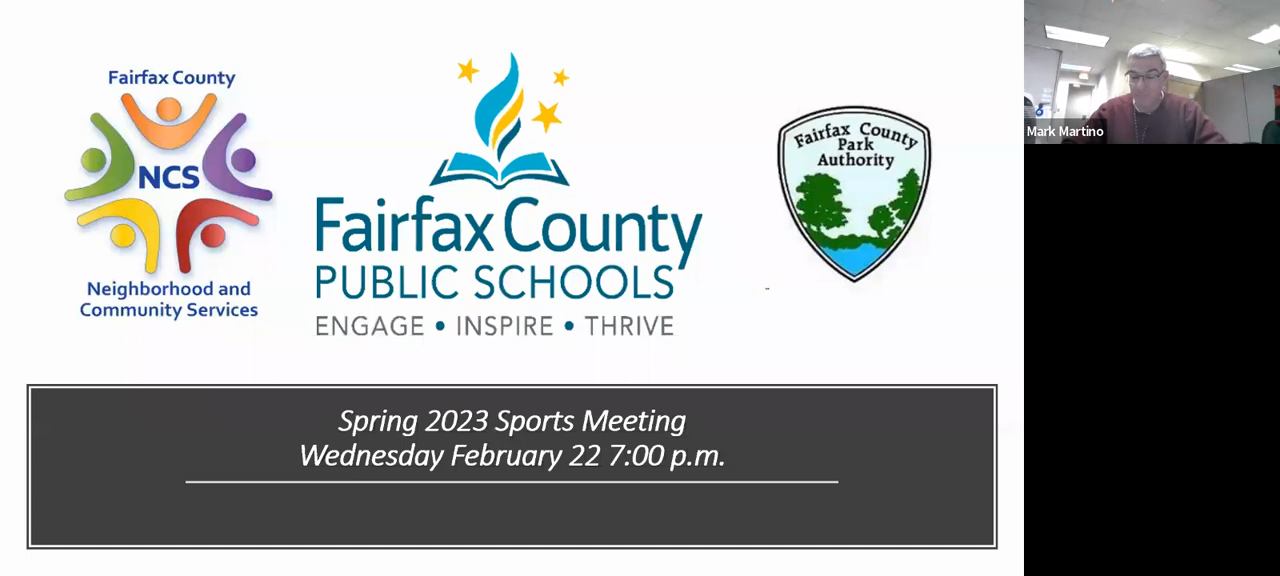 Fairfax County
NCS
Neighborhood and
Community Services
Fairfax County
PUBLIC SCHOOLS
ENGAGE • INSPIRE • THRIVE
Fairfax County
Park
Authority
Mark Martino
Spring 2023 Sports Meeting
Wednesday February 22 7:00 p.m.